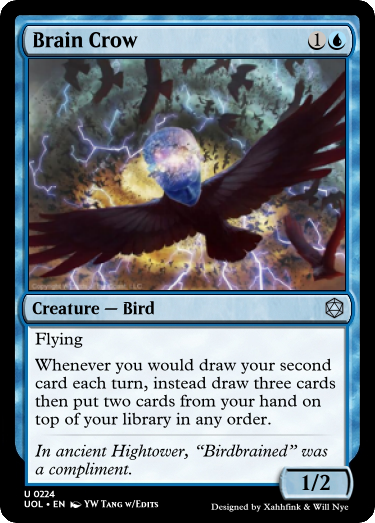 Brain Crow
1
Creature — Bird
Flying
Whenever you would draw your second
card each turn, instead draw three cards
then put two cards from your hand on
top of your library in any order.
In ancient Hightower, “Birdbrained” was
a compliment.
1/2
U 0224
UOL • EN YW Tang w/Edits
Designed by Xahhfink & Will Nye